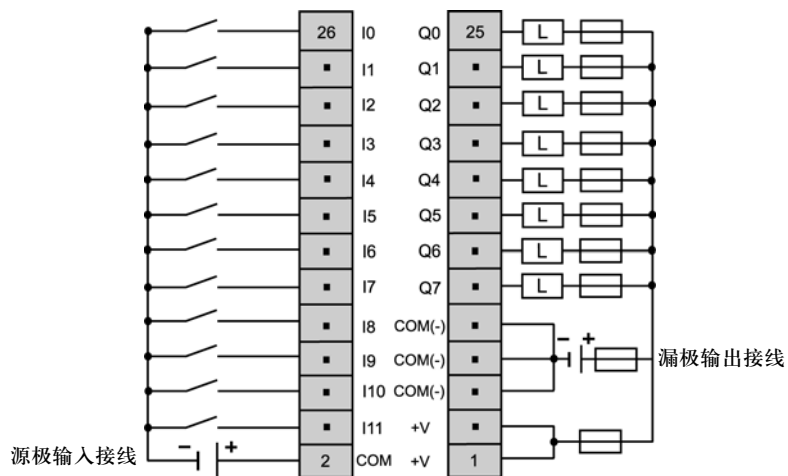 26 I0 Q0 25 L
I1 Q1 L
I2 Q2 L
I3 Q3 L
I4 Q4 L
I5 Q5 L
I6 Q6 L
I7 Q7 L
I8 COM(-)
− +
I9 COM(-) 漏极输出接线
I10 COM(-)
I11 +V
源极输入接线 − + 2 COM +V 1